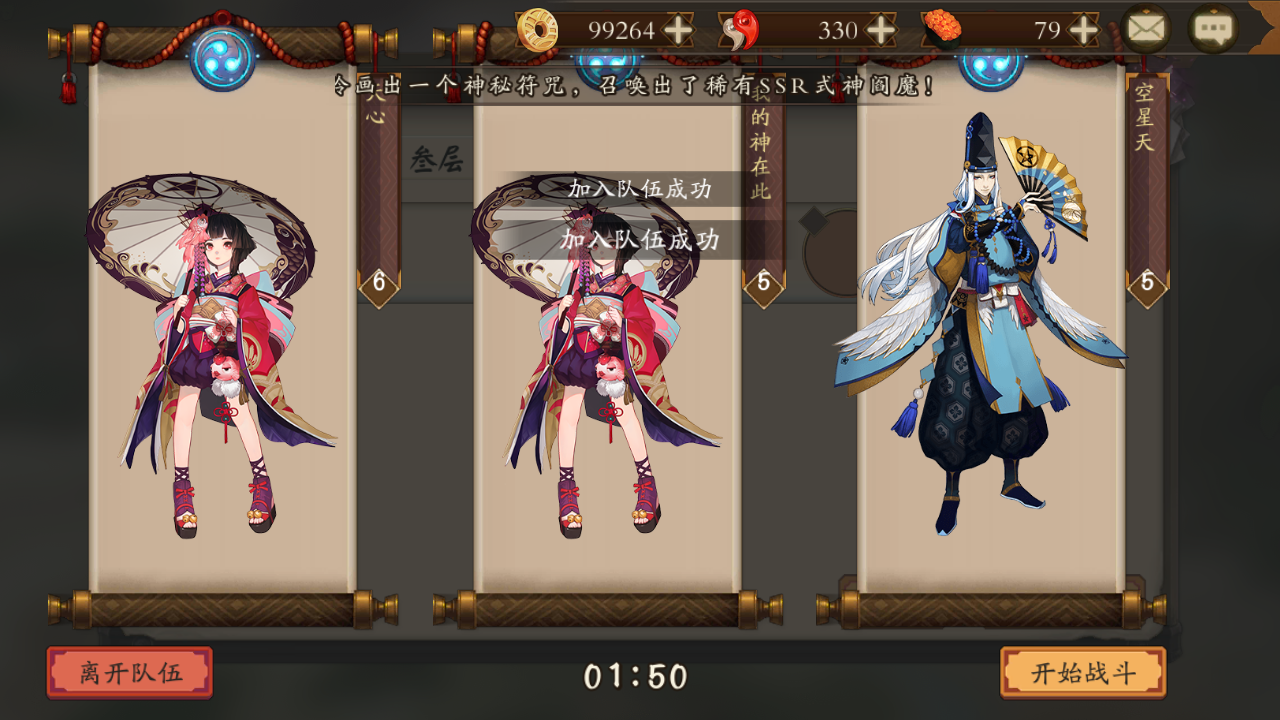 99264
330
79
画出一个神秘符咒，召唤出了稀有SSR式神阎魔！
心
的神在此
空星天
叁层
加入队伍成功
加入队伍成功
6
5
5
离开队伍
01:50
开始战斗